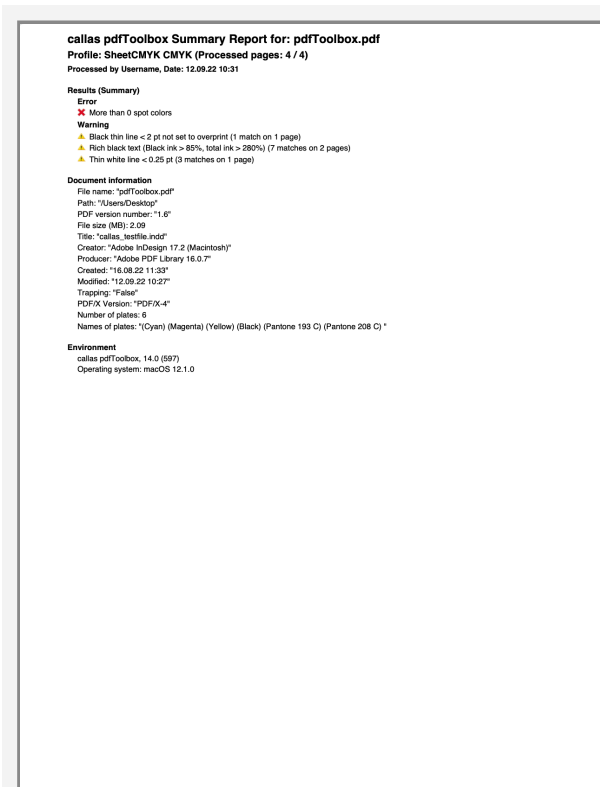 callas pdfToolbox Summary Report for: pdfToolbox.pdf
Profile: SheetCMYK CMYK (Processed pages: 4 / 4)
Processed by Username, Date: 12.09.22 10:31
Results (Summary)
Error
More than 0 spot colors
Warning
Black thin line < 2 pt not set to overprint (1 match on 1 page)
Rich black text (Black ink > 85%, total ink > 280%) (7 matches on 2 pages)
Thin white line < 0.25 pt (3 matches on 1 page)
Document information
File name: "pdfToolbox.pdf"
Path: "/Users/Desktop"
PDF version number: "1.6"
File size (MB): 2.09
Title: "callas_testfile.indd"
Creator: "Adobe InDesign 17.2 (Macintosh)"
Producer: "Adobe PDF Library 16.0.7"
Created: "16.08.22 11:33"
Modified: "12.09.22 10:27"
Trapping: "False"
PDF/X Version: "PDF/X-4"
Number of plates: 6
Names of plates: "(Cyan) (Magenta) (Yellow) (Black) (Pantone 193 C) (Pantone 208 C) "
Environment
callas pdfToolbox, 14.0 (597)
Operating system: macOS 12.1.0